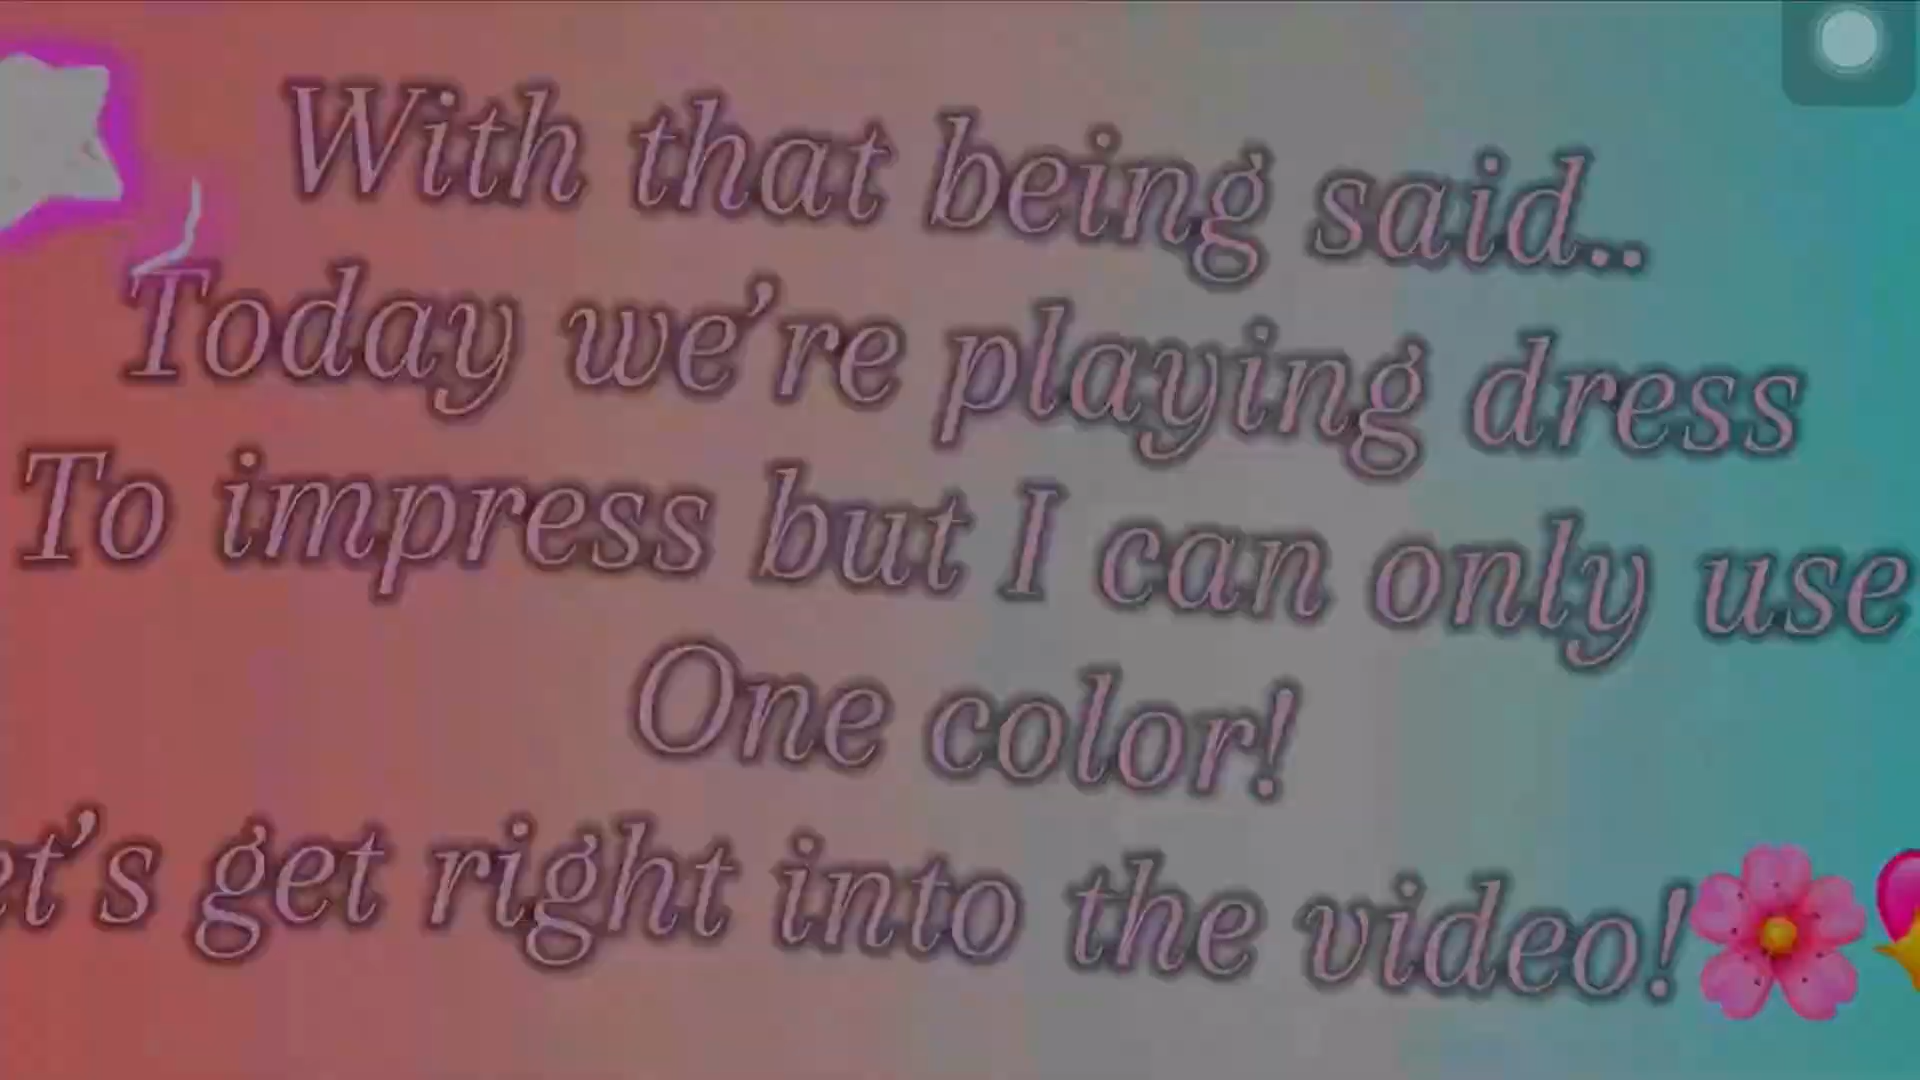 With that being said..
Today we're playing dress
To impress but I can only use
One color!
et's get right into the video!🌸💘